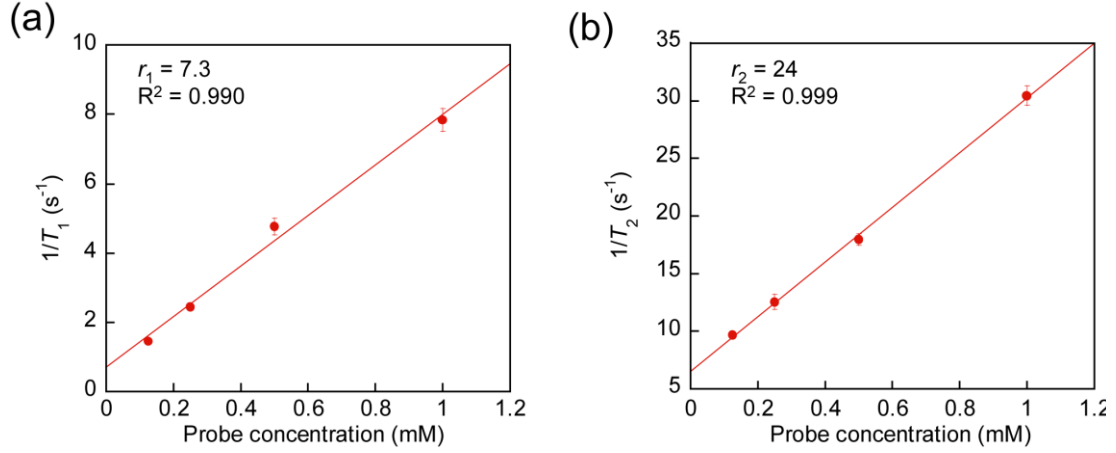 (a)
r₁ = 7.3
R² = 0.990
10
8
6
4
2
0
1/T₁ (s⁻¹)
0 0.2 0.4 0.6 0.8 1 1.2
Probe concentration (mM)
(b)
r₂ = 24
R² = 0.999
35
30
25
20
15
10
5
1/T₂ (s⁻¹)
0 0.2 0.4 0.6 0.8 1 1.2
Probe concentration (mM)